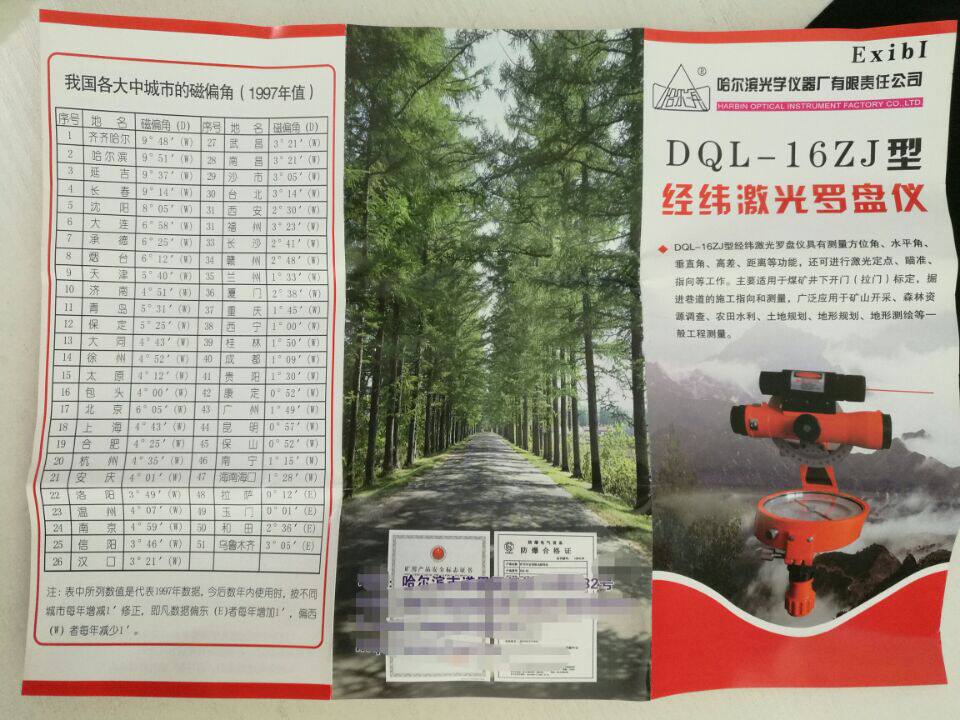 我国各大中城市的磁偏角(1997年值)
序号 地 名 磁偏角(D) 序号 地 名 磁偏角(D)
1 齐齐哈尔 9°48′(W) 27 武昌 3°21′(W)
2 哈尔滨 9°51′(W) 28 南昌 3°21′(W)
3 延吉 9°37′(W) 29 沙市 3°05′(W)
4 长春 9°14′(W) 30 台北 3°14′(W)
5 沈阳 8°05′(W) 31 西安 2°30′(W)
6 大连 6°58′(W) 31 福州 3°23′(W)
7 承德 6°25′(W) 33 长沙 2°41′(W)
8 烟台 6°12′(W) 34 赣州 2°48′(W)
9 天津 5°40′(W) 35 兰州 1°33′(W)
10 济南 4°51′(W) 36 厦门 2°38′(W)
11 青岛 5°31′(W) 37 重庆 1°45′(W)
12 保定 5°25′(W) 38 西宁 1°00′(W)
13 大同 4°43′(W) 39 桂林 1°50′(W)
14 徐州 4°52′(W) 40 成都 1°09′(W)
15 太原 4°12′(W) 41 贵阳 1°30′(W)
16 包头 4°00′(W) 42 康定 0°52′(W)
17 北京 6°05′(W) 43 广州 1°49′(W)
18 上海 4°43′(W) 44 昆明 0°57′(W)
19 合肥 4°25′(W) 45 保山 0°52′(W)
20 杭州 4°35′(W) 46 南宁 1°15′(W)
21 安庆 4°01′(W) 47 海南海口 1°28′(W)
22 洛阳 3°49′(W) 48 拉萨 0°12′(E)
23 温州 4°07′(W) 49 玉门 0°01′(E)
24 南京 4°59′(W) 50 和田 2°36′(E)
25 信阳 3°46′(W) 51 乌鲁木齐 3°05′(E)
26 汉口 3°21′(W)
注:表中所列数值是代表1997年数据,今后数年内使用时,按不同
城市每年增减1′修正,即凡数据偏东(E)者每年增加1′,偏西
(W)者每年减少1′。
防爆合格证
哈尔滨市道
号
ExibI
哈尔滨光学仪器厂有限责任公司
HARBIN OPTICAL INSTRUMENT FACTORY CO.,LTD
DQL-16ZJ型
经纬激光罗盘仪
◆ DQL-16ZJ型经纬激光罗盘仪具有测量方位角、水平角、
垂直角、高差、距离等功能,还可进行激光定点、瞄准、
指向等工作。主要适用于煤矿井下开门(拉门)标定,掘
进巷道的施工指向和测量,广泛应用于矿山开采、森林资
源调查、农田水利、土地规划、地形规划、地形测绘等一
般工程测量。